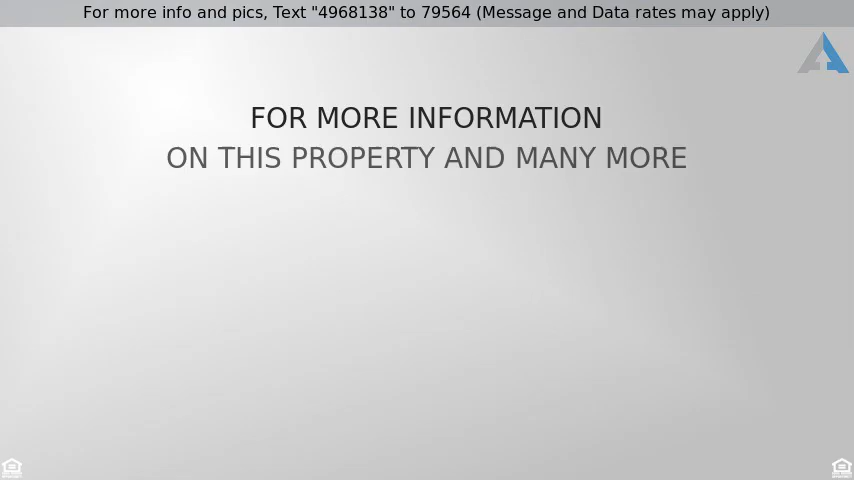 For more info and pics, Text "4968138" to 79564 (Message and Data rates may apply)
FOR MORE INFORMATION
ON THIS PROPERTY AND MANY MORE